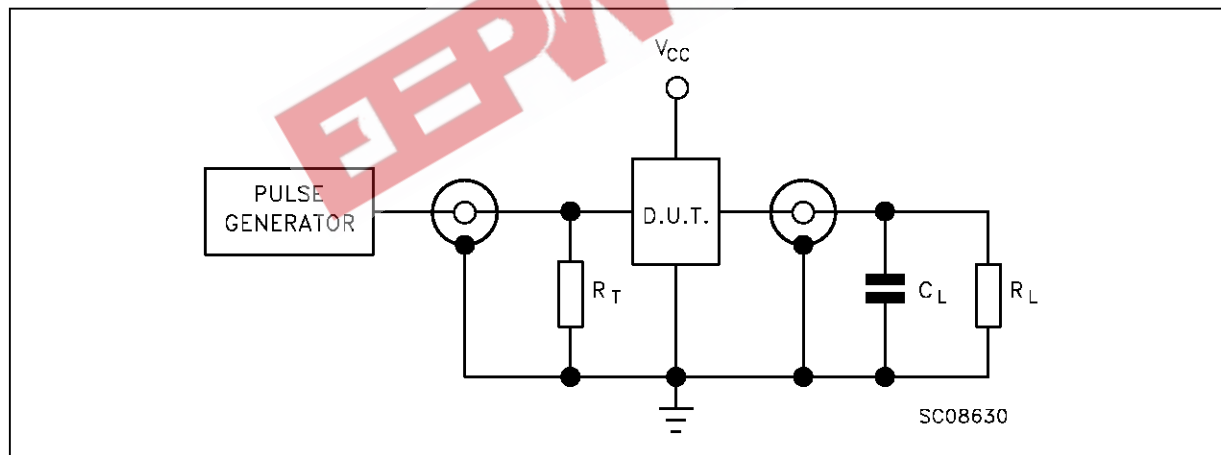 EEPW
VCC
PULSE
GENERATOR
D.U.T.
RT
CL
RL
SC08630